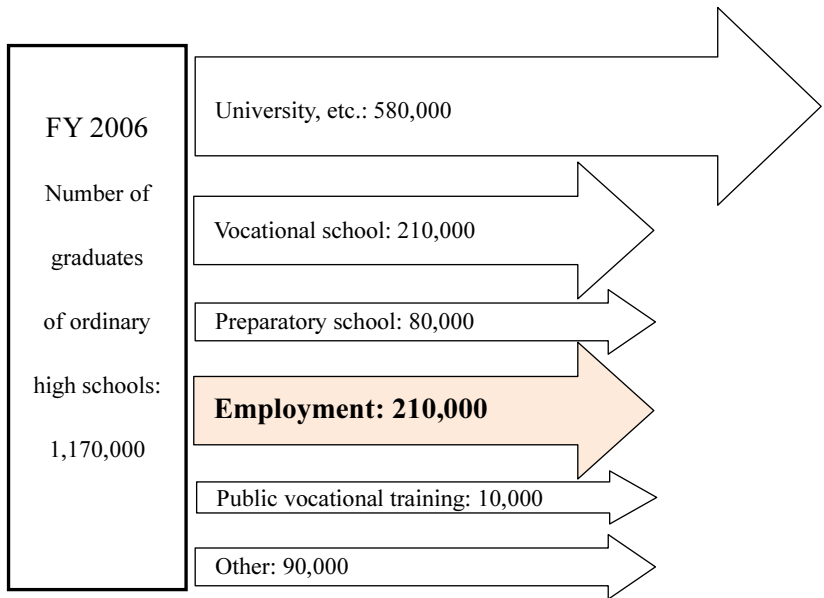 FY 2006
Number of
graduates
of ordinary
high schools:
1,170,000
University, etc.: 580,000
Vocational school: 210,000
Preparatory school: 80,000
Employment: 210,000
Public vocational training: 10,000
Other: 90,000